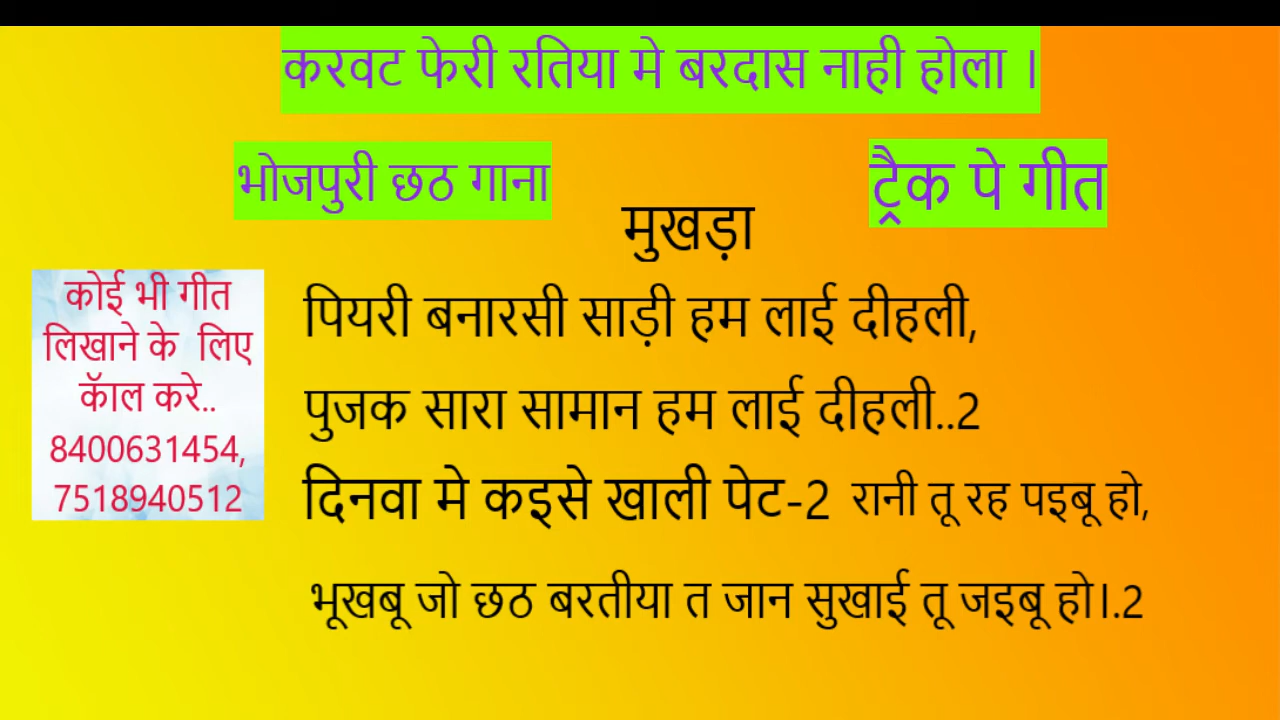 करवट फेरी रतिया मे बरदास नाही होला ।
भोजपुरी छठ गाना
ट्रैक पे गीत
मुखड़ा
कोई भी गीत
लिखाने के लिए
कॅाल करे..
8400631454,
7518940512
पियरी बनारसी साड़ी हम लाई दीहली,
पुजक सारा सामान हम लाई दीहली..2
दिनवा मे कइसे खाली पेट-2 रानी तू रह पइबू हो,
भूखबू जो छठ बरतीया त जान सुखाई तू जइबू हो।.2